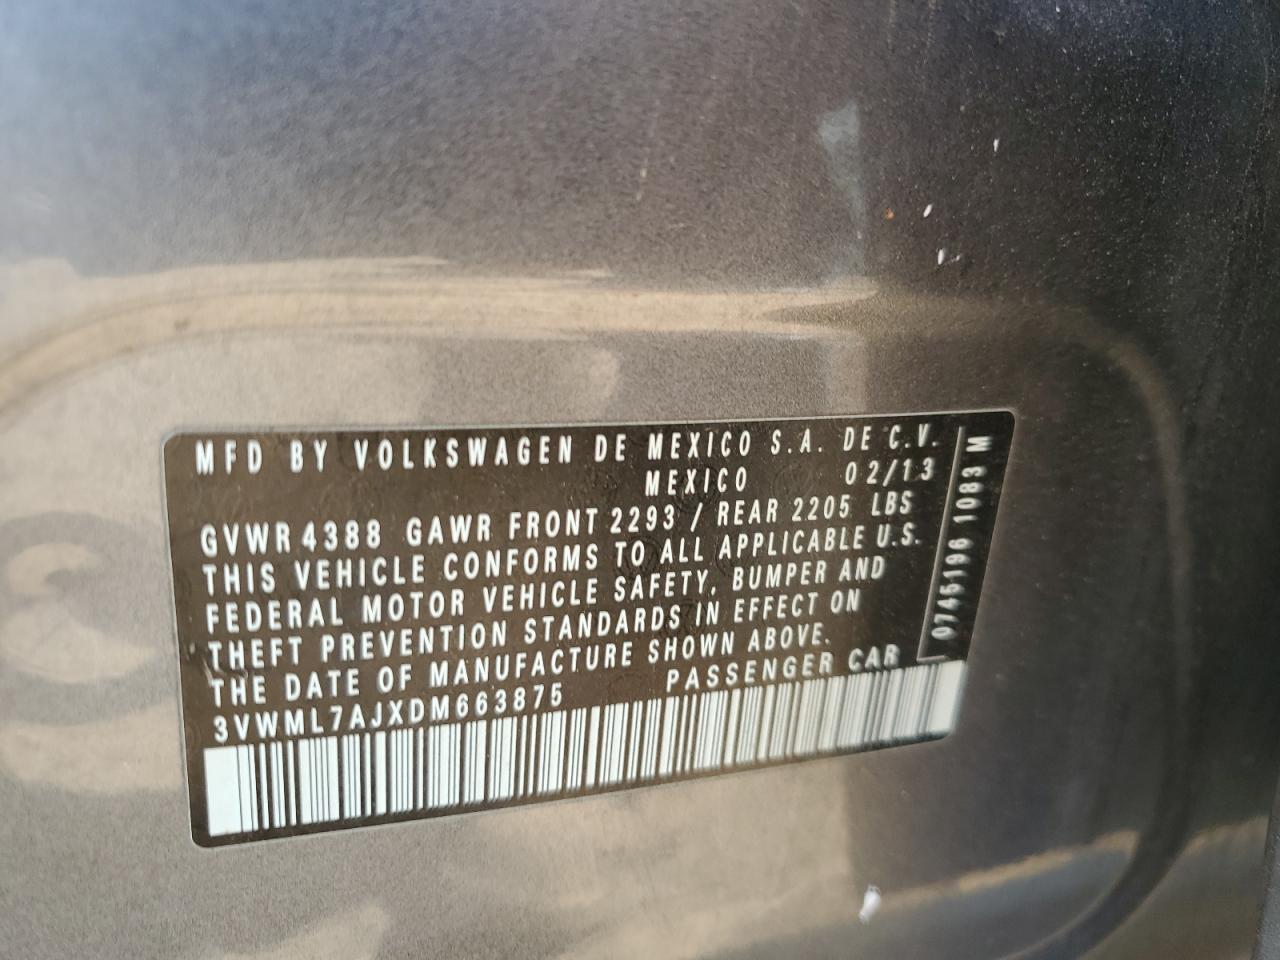 MFD BY VOLKSWAGEN DE MEXICO S.A. DE C.V.
MEXICO 02/13
GVWR 4388 GAWR FRONT 2293 / REAR 2205 LBS
THIS VEHICLE CONFORMS TO ALL APPLICABLE U.S.
FEDERAL MOTOR VEHICLE SAFETY, BUMPER AND
THEFT PREVENTION STANDARDS IN EFFECT ON
THE DATE OF MANUFACTURE SHOWN ABOVE.
3VWML7AJXDM663875 PASSENGER CAR
0745196 1083 M